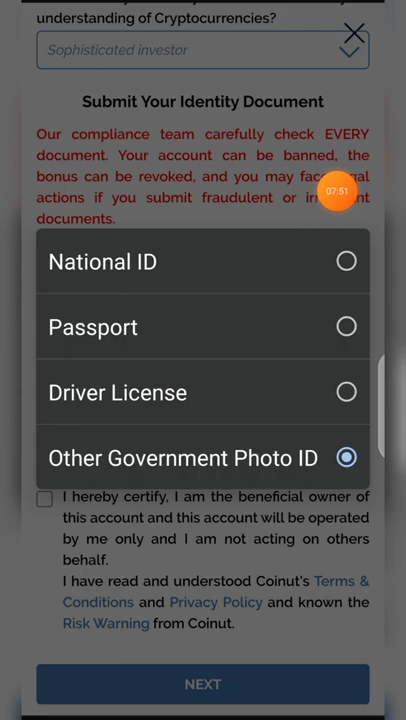 understanding of Cryptocurrencies?
Sophisticated investor
Submit Your Identity Document
Our compliance team carefully check EVERY
document. Your account can be banned, the
bonus can be revoked, and you may face
07:51
actions if you submit fraudulent or
documents.
National ID
Passport
Driver License
Other Government Photo ID
I hereby certify, I am the beneficial owner of
this account and this account will be operated
by me only and I am not acting on others
behalf.
I have read and understood Coinut's Terms &
Conditions and Privacy Policy and known the
Risk Warning from Coinut.
NEXT